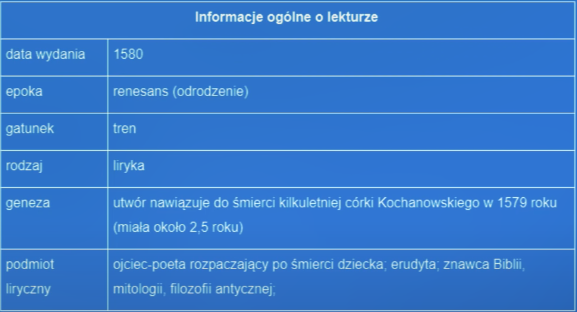 Informacje ogólne o lekturze
data wydania 1580
epoka renesans (odrodzenie)
gatunek tren
rodzaj liryka
geneza utwór nawiązuje do śmierci kilkuletniej córki Kochanowskiego w 1579 roku
(miała około 2,5 roku)
podmiot ojciec-poeta rozpaczający po śmierci dziecka; erudyta; znawca Biblii,
liryczny mitologii, filozofii antycznej;